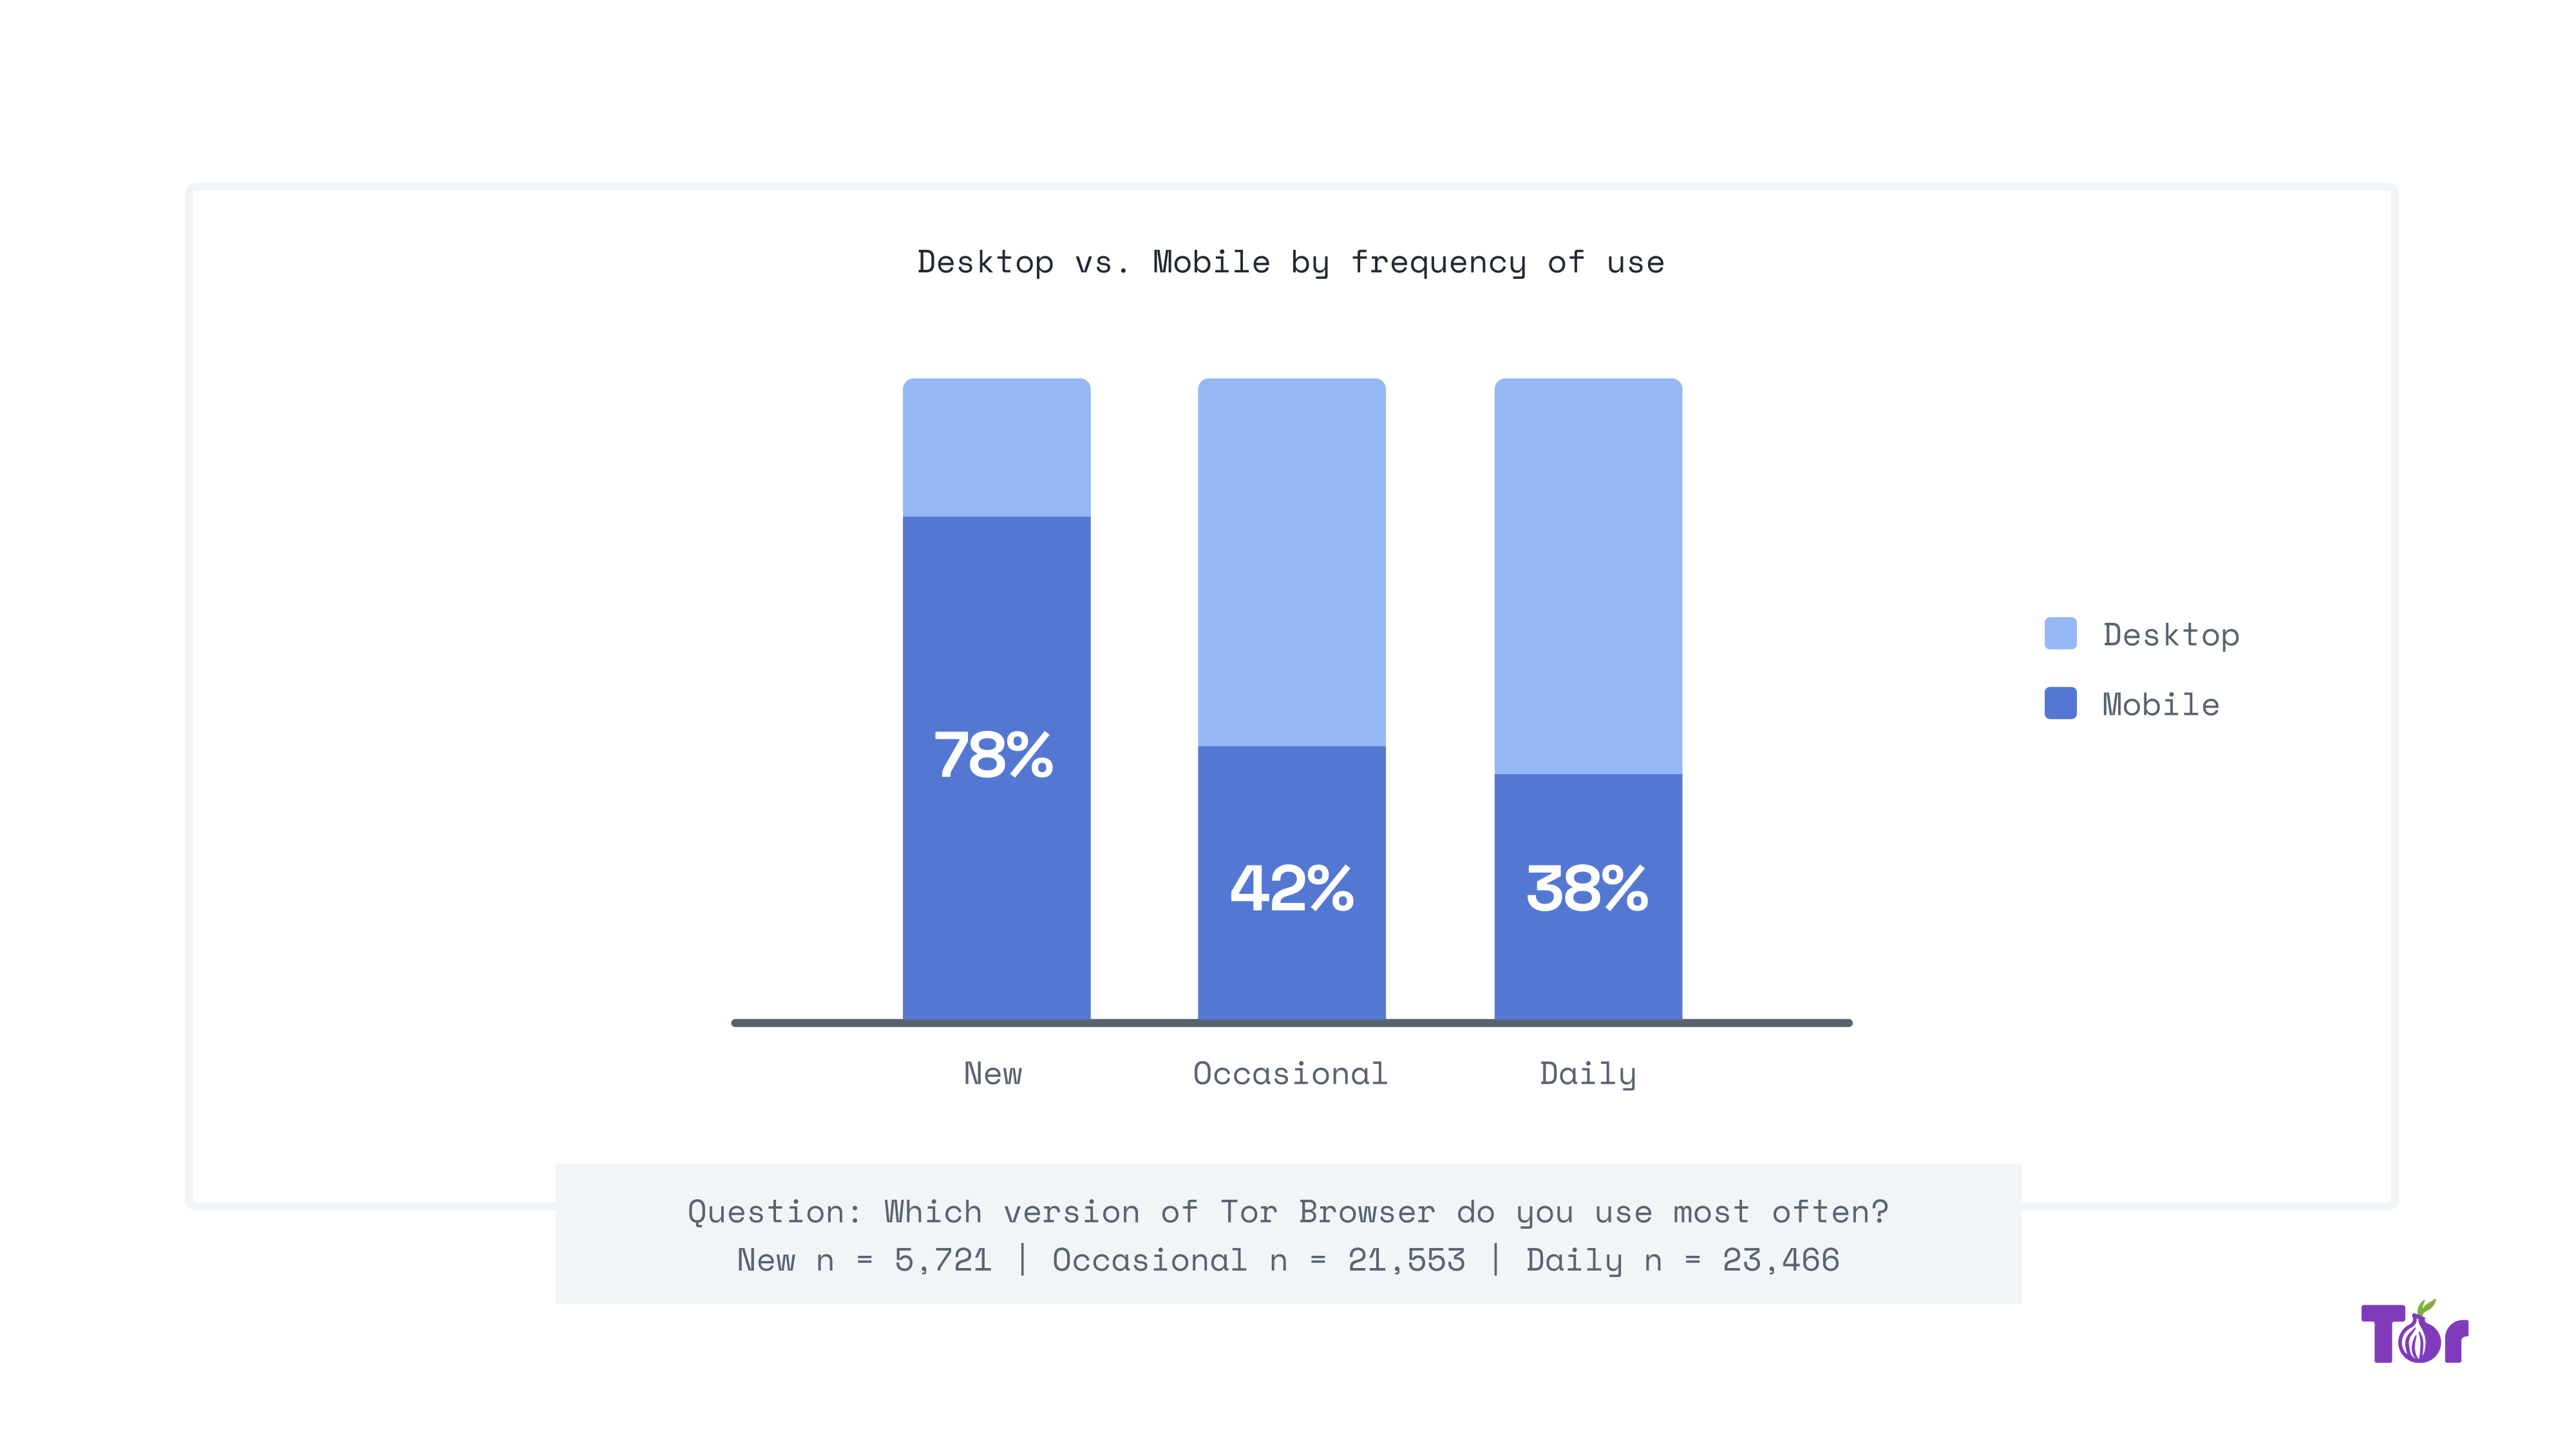 Desktop vs. Mobile by frequency of use
78%
42%
38%
Desktop
Mobile
New
Occasional
Daily
Question: Which version of Tor Browser do you use most often?
New n = 5,721 | Occasional n = 21,553 | Daily n = 23,466
Tor